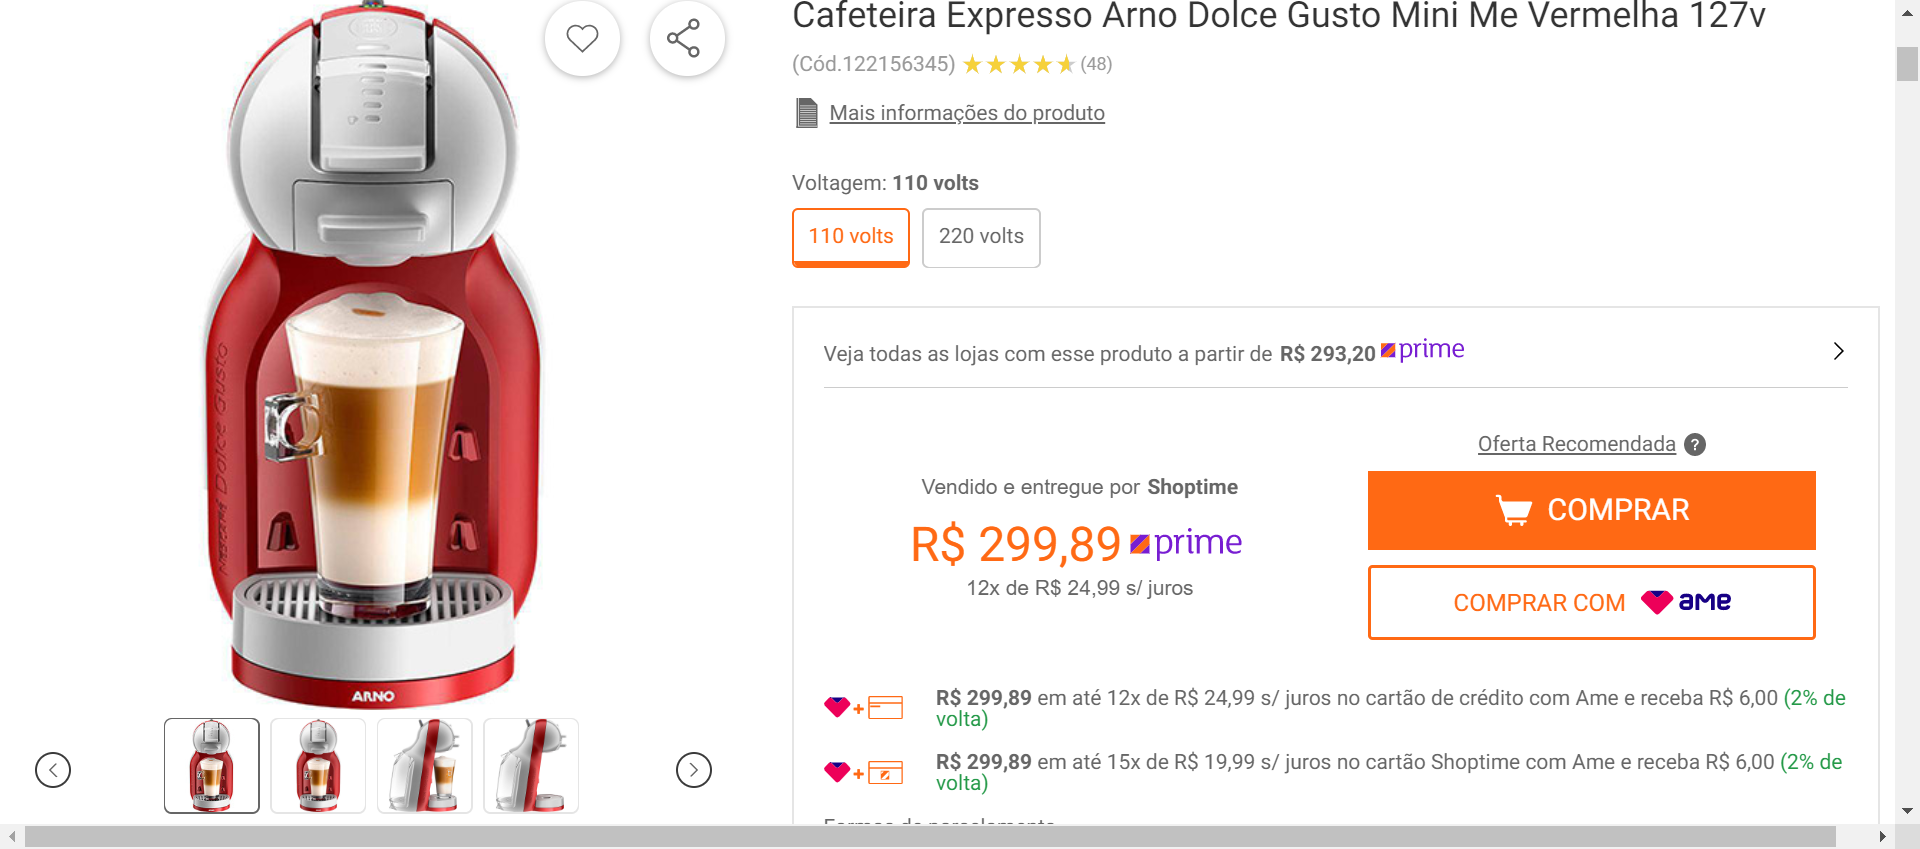 Cafeteira Expresso Arno Dolce Gusto Mini Me Vermelha 127v
(Cód.122156345) (48)
Mais informações do produto
Voltagem: 110 volts
110 volts
220 volts
Veja todas as lojas com esse produto a partir de R$ 293,20 prime
Oferta Recomendada ?
Vendido e entregue por Shoptime
COMPRAR
R$ 299,89 prime
12x de R$ 24,99 s/ juros
COMPRAR COM ame
R$ 299,89 em até 12x de R$ 24,99 s/ juros no cartão de crédito com Ame e receba R$ 6,00 (2% de
volta)
R$ 299,89 em até 15x de R$ 19,99 s/ juros no cartão Shoptime com Ame e receba R$ 6,00 (2% de
volta)
Formas de parcelamento
Dolce Gusto
ARNO